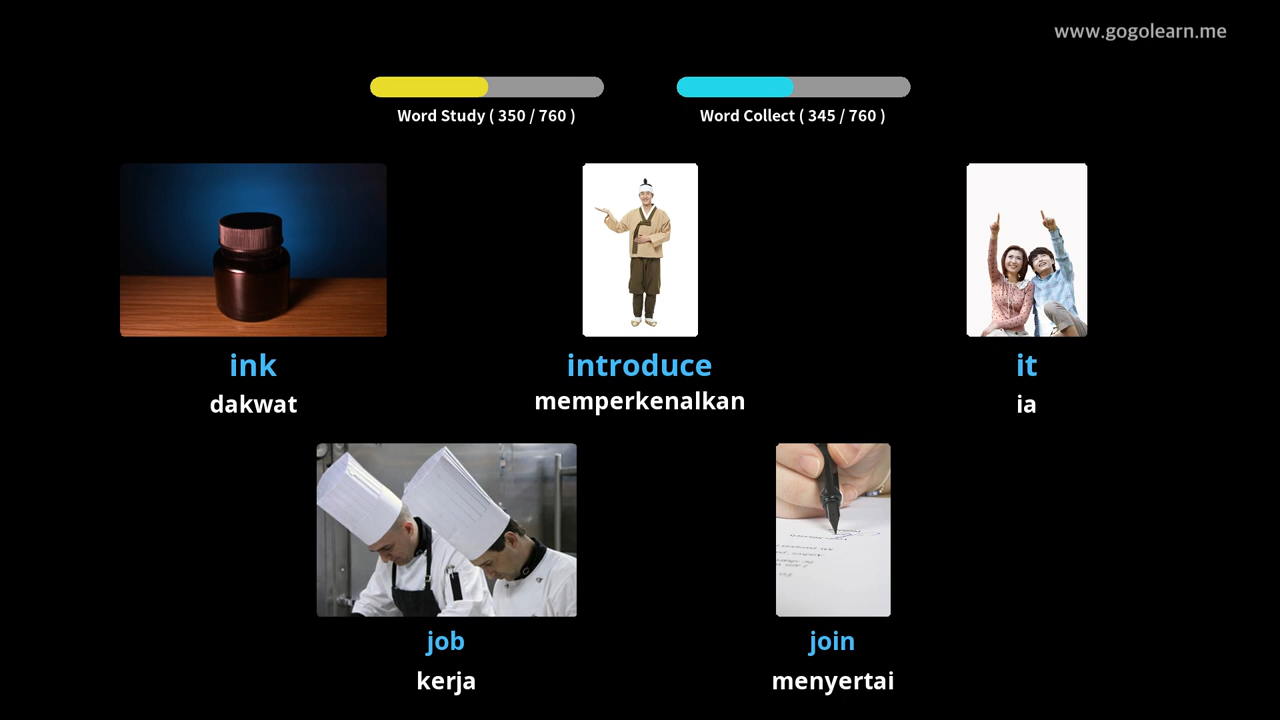 www.gogolearn.me
Word Study ( 350 / 760 )
Word Collect ( 345 / 760 )
ink
introduce
it
dakwat
memperkenalkan
ia
job
join
kerja
menyertai